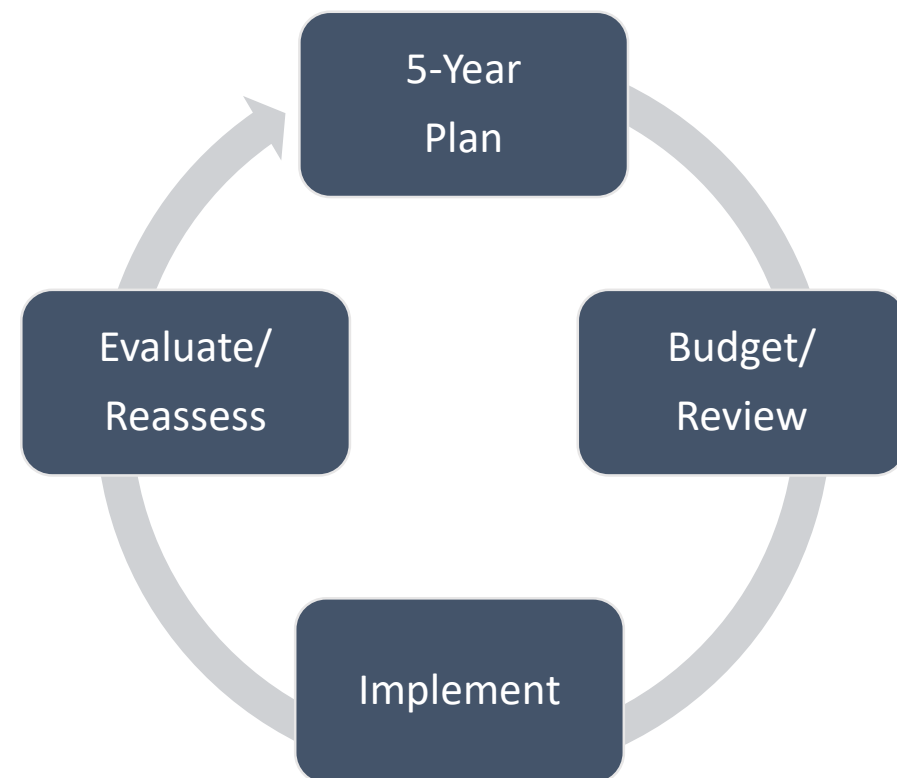 5-Year
Plan
Budget/
Review
Implement
Evaluate/
Reassess